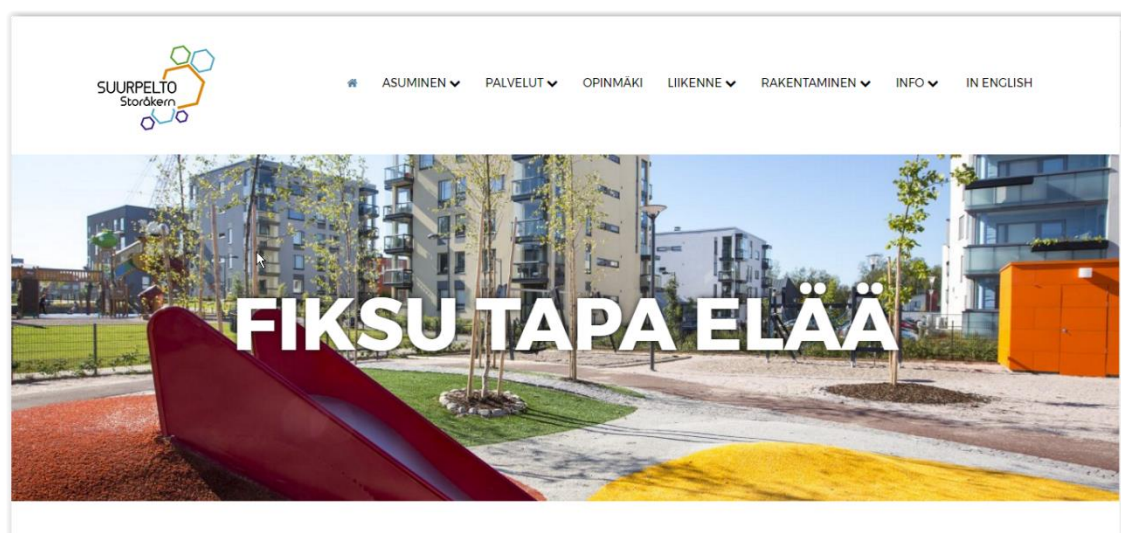 SUURPELTO
Storåkern
ASUMINEN PALVELUT OPINMÄKI LIIKENNE RAKENTAMINEN INFO IN ENGLISH
FIKSU TAPA ELÄÄ